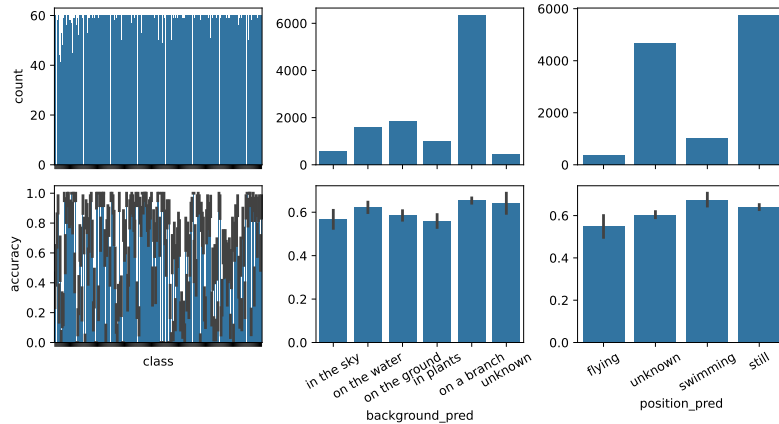 60
40
20
0
count
6000
4000
2000
0
6000
4000
2000
0
1.0
0.8
0.6
0.4
0.2
0.0
accuracy
class
0.6
0.4
0.2
0.0
in the sky
on the water
on the ground
in plants
on a branch
unknown
background_pred
0.6
0.4
0.2
0.0
flying
unknown
swimming
still
position_pred